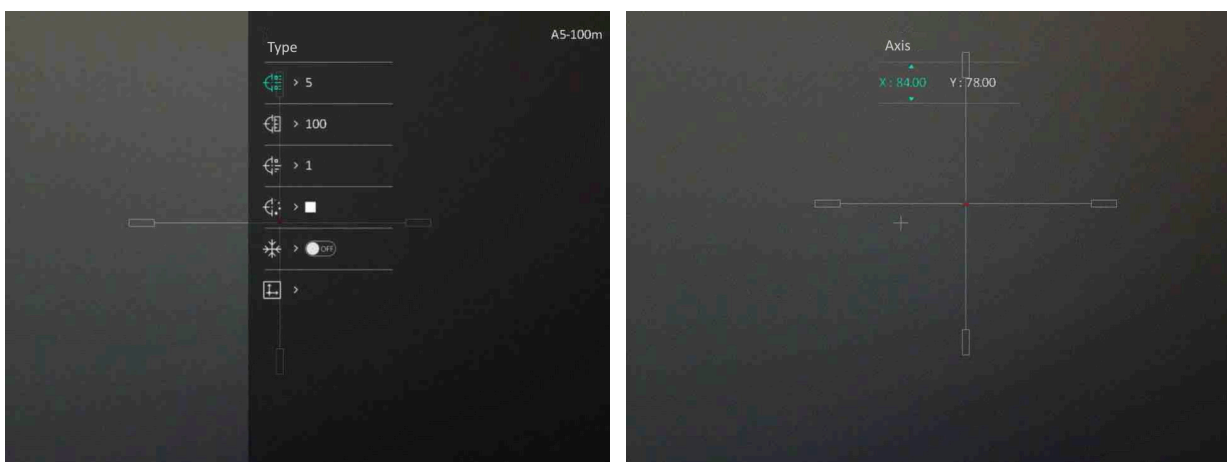 Type
A5-100m
> 5
> 100
> 1
>
> OFF
>
Axis
X : 84.00 Y : 78.00